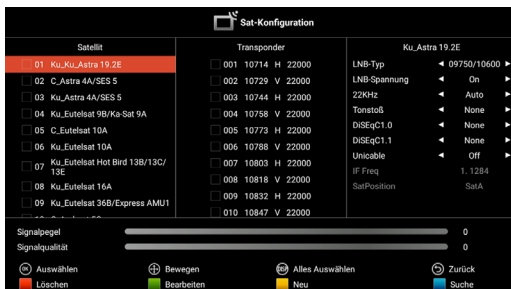 Sat-Konfiguration
Satellit
01 Ku_Ku_Astra 19.2E
02 C_Astra 4A/SES 5
03 Ku_Astra 4A/SES 5
04 Ku_Eutelsat 9B/Ka-Sat 9A
05 C_Eutelsat 10A
06 Ku_Eutelsat 10A
07 Ku_Eutelsat Hot Bird 13B/13C/
13E
08 Ku_Eutelsat 16A
09 Ku_Eutelsat 36B/Express AMU1
Transponder
001 10714 H 22000
002 10729 V 22000
003 10744 H 22000
004 10758 V 22000
005 10773 H 22000
006 10788 V 22000
007 10803 H 22000
008 10818 V 22000
009 10832 H 22000
010 10847 V 22000
Ku_Astra 19.2E
LNB-Typ 09750/10600
LNB-Spannung On
22KHz Auto
Tonstoß None
DiSEqC1.0 None
DiSEqC1.1 None
Unicable Off
IF Freq 1. 1284
SatPosition SatA
Signalpegel 0
Signalqualität 0
OK Auswählen
Bewegen
DISP Alles Auswählen
Zurück
Löschen
Bearbeiten
Neu
Suche